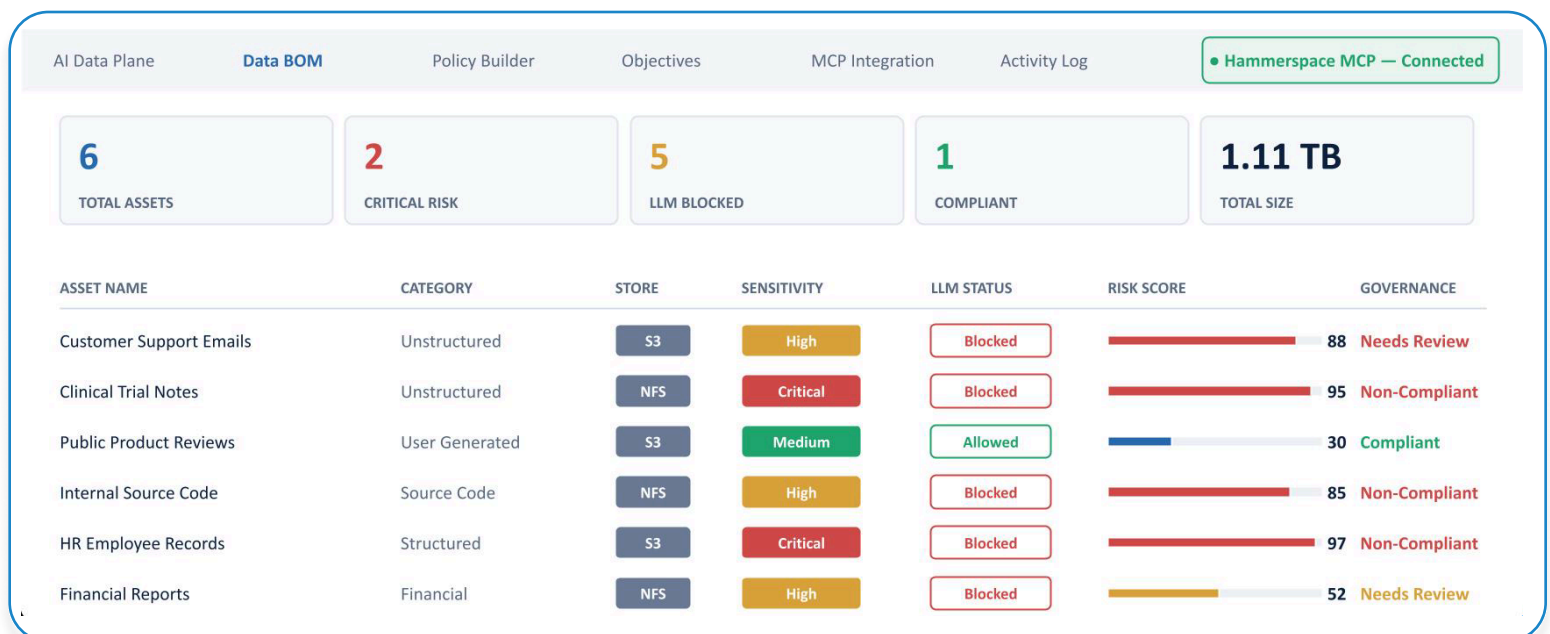 AI Data Plane Data BOM Policy Builder Objectives MCP Integration Activity Log • Hammerspace MCP — Connected
6 2 5 1 1.11 TB
TOTAL ASSETS CRITICAL RISK LLM BLOCKED COMPLIANT TOTAL SIZE
ASSET NAME CATEGORY STORE SENSITIVITY LLM STATUS RISK SCORE GOVERNANCE
Customer Support Emails Unstructured S3 High Blocked 88 Needs Review
Clinical Trial Notes Unstructured NFS Critical Blocked 95 Non-Compliant
Public Product Reviews User Generated S3 Medium Allowed 30 Compliant
Internal Source Code Source Code NFS High Blocked 85 Non-Compliant
HR Employee Records Structured S3 Critical Blocked 97 Non-Compliant
Financial Reports Financial NFS High Blocked 52 Needs Review